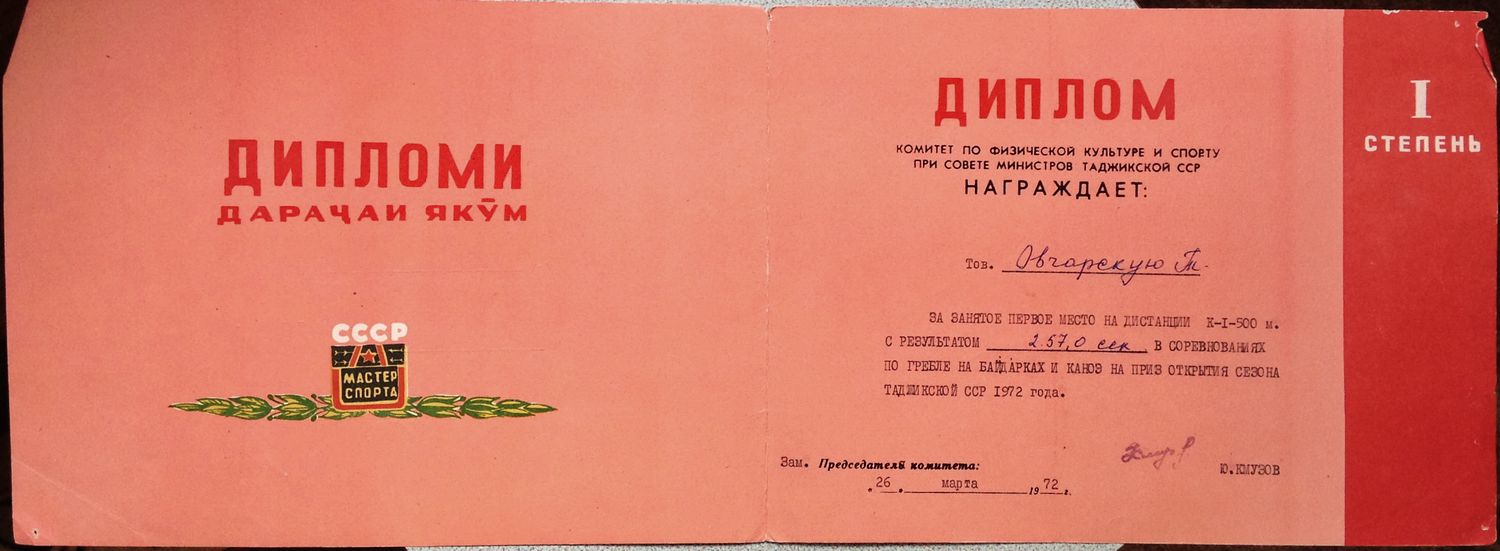 ДИПЛОМИ
ДАРАҶАИ ЯКӮМ
СССР
МАСТЕР
СПОРТА
ДИПЛОМ
КОМИТЕТ ПО ФИЗИЧЕСКОЙ КУЛЬТУРЕ И СПОРТУ
ПРИ СОВЕТЕ МИНИСТРОВ ТАДЖИКСКОЙ ССР
НАГРАЖДАЕТ:
Тов. Овчарскую Т.
ЗА ЗАНЯТОЕ ПЕРВОЕ МЕСТО НА ДИСТАНЦИИ К-I-500 м.
С РЕЗУЛЬТАТОМ 2.57,0 сек В СОРЕВНОВАНИЯХ
ПО ГРЕБЛЕ НА БАЙДАРКАХ И КАНОЭ НА ПРИЗ ОТКРЫТИЯ СЕЗОНА
ТАДЖИКСКОЙ ССР 1972 года.
Зам. Председателя комитета:
Ю.КМУЗОВ
"26" марта 1972 г.
I
СТЕПЕНЬ